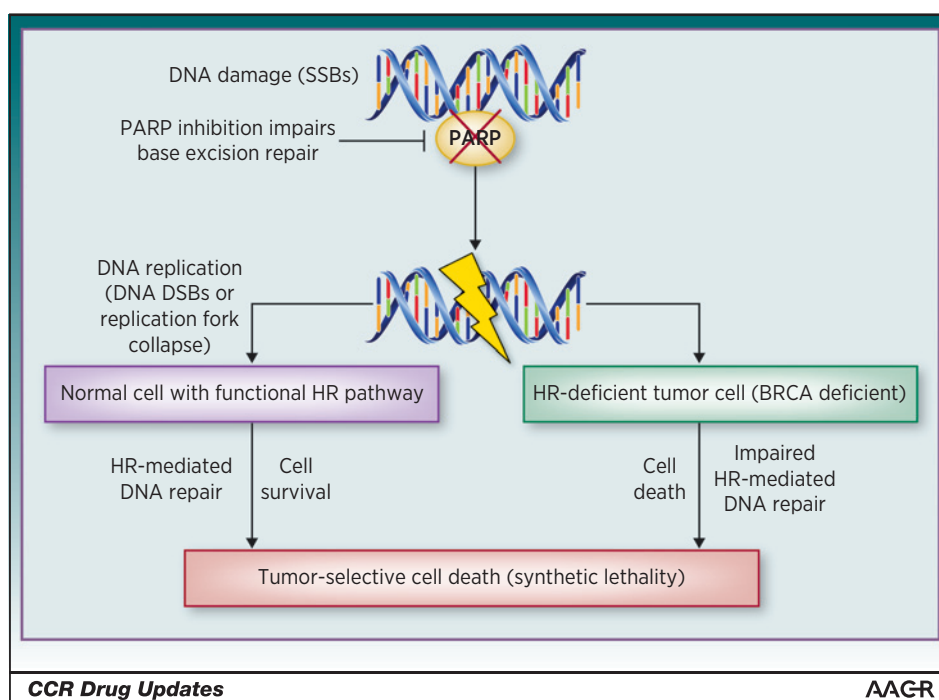 DNA damage (SSBs)
PARP inhibition impairs
base excision repair
PARP
DNA replication
(DNA DSBs or
replication fork
collapse)
Normal cell with functional HR pathway
HR-deficient tumor cell (BRCA deficient)
HR-mediated
DNA repair
Cell
survival
Cell
death
Impaired
HR-mediated
DNA repair
Tumor-selective cell death (synthetic lethality)
CCR Drug Updates
AACR